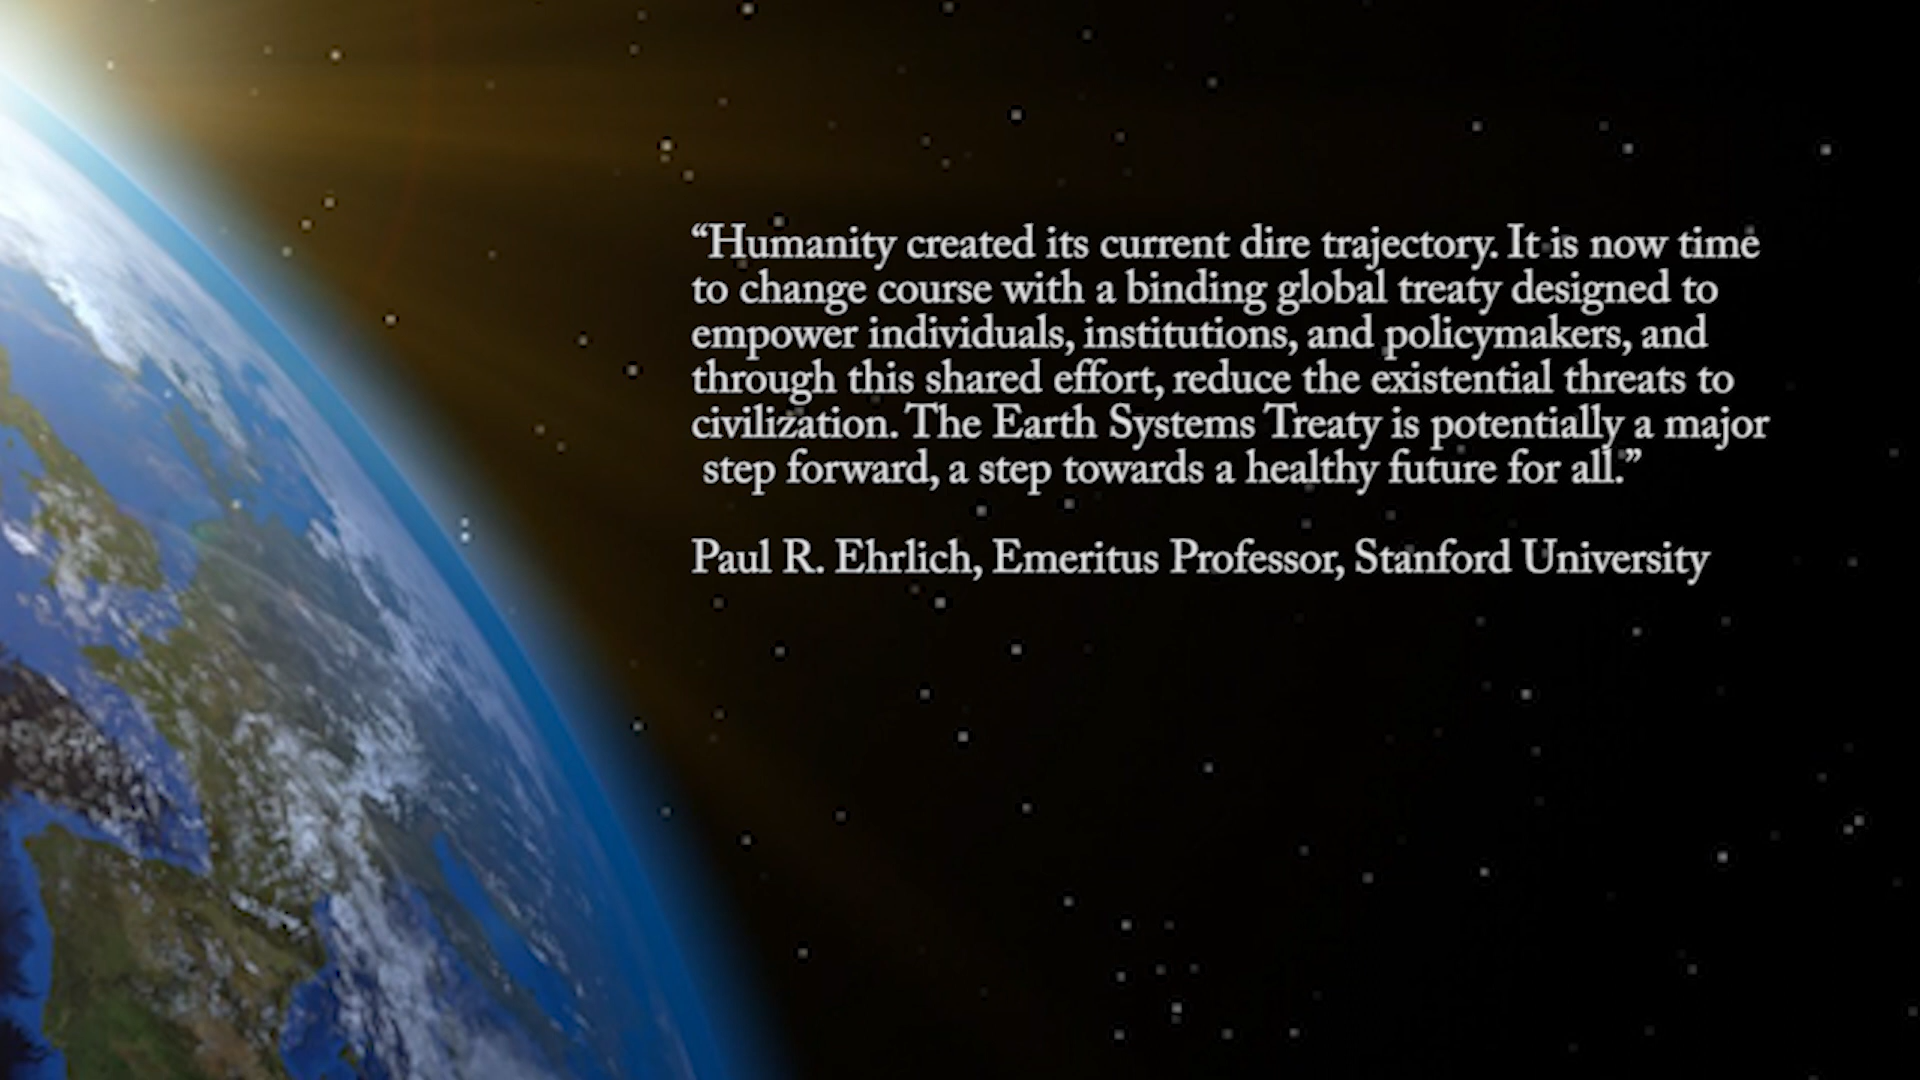 “Humanity created its current dire trajectory. It is now time
to change course with a binding global treaty designed to
empower individuals, institutions, and policymakers, and
through this shared effort, reduce the existential threats to
civilization. The Earth Systems Treaty is potentially a major
step forward, a step towards a healthy future for all.”
Paul R. Ehrlich, Emeritus Professor, Stanford University